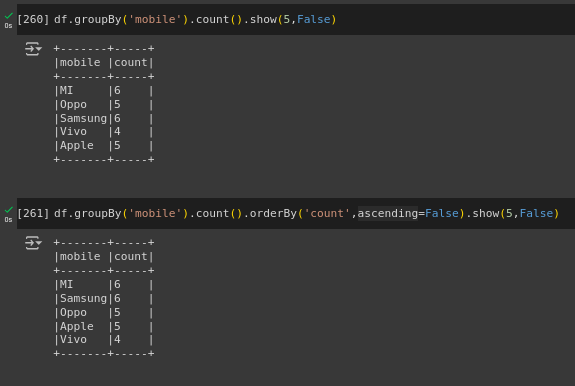 [260] df.groupBy('mobile').count().show(5,False)
+-------+-----+
|mobile |count|
+-------+-----+
|MI     |6    |
|Oppo   |5    |
|Samsung|6    |
|Vivo   |4    |
|Apple  |5    |
+-------+-----+
0s
[261] df.groupBy('mobile').count().orderBy('count',ascending=False).show(5,False)
0s
+-------+-----+
|mobile |count|
+-------+-----+
|MI     |6    |
|Samsung|6    |
|Oppo   |5    |
|Apple  |5    |
|Vivo   |4    |
+-------+-----+